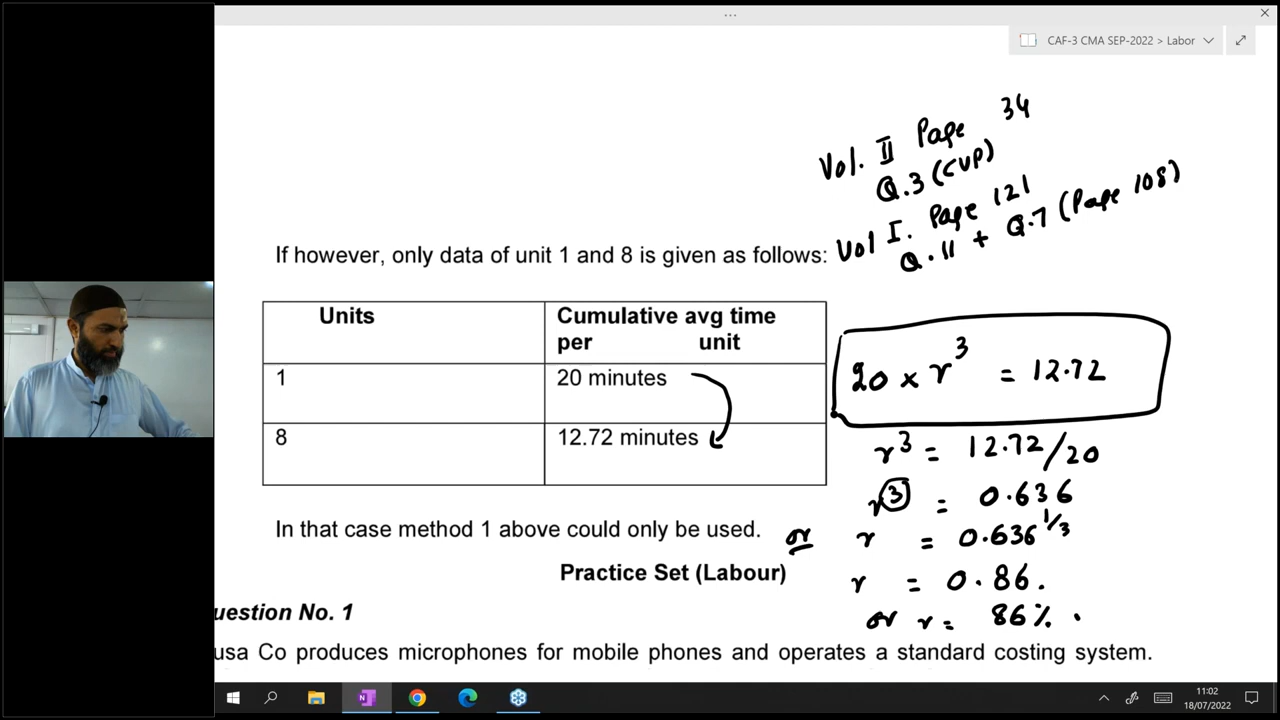 CAF-3 CMA SEP-2022 > Labor
Vol. II Page 34
Q.3 (CVP)
Vol I. Page 121
Q.11 + Q.7 (Page 108)
If however, only data of unit 1 and 8 is given as follows:
Units
Cumulative avg time
per unit
1
20 minutes
8
12.72 minutes
20 × r³ = 12.72
r³ = 12.72/20
r³ = 0.636
or r = 0.636^1/3
r = 0.86.
or r = 86%.
In that case method 1 above could only be used.
Practice Set (Labour)
uestion No. 1
usa Co produces microphones for mobile phones and operates a standard costing system.
11:02
18/07/2022